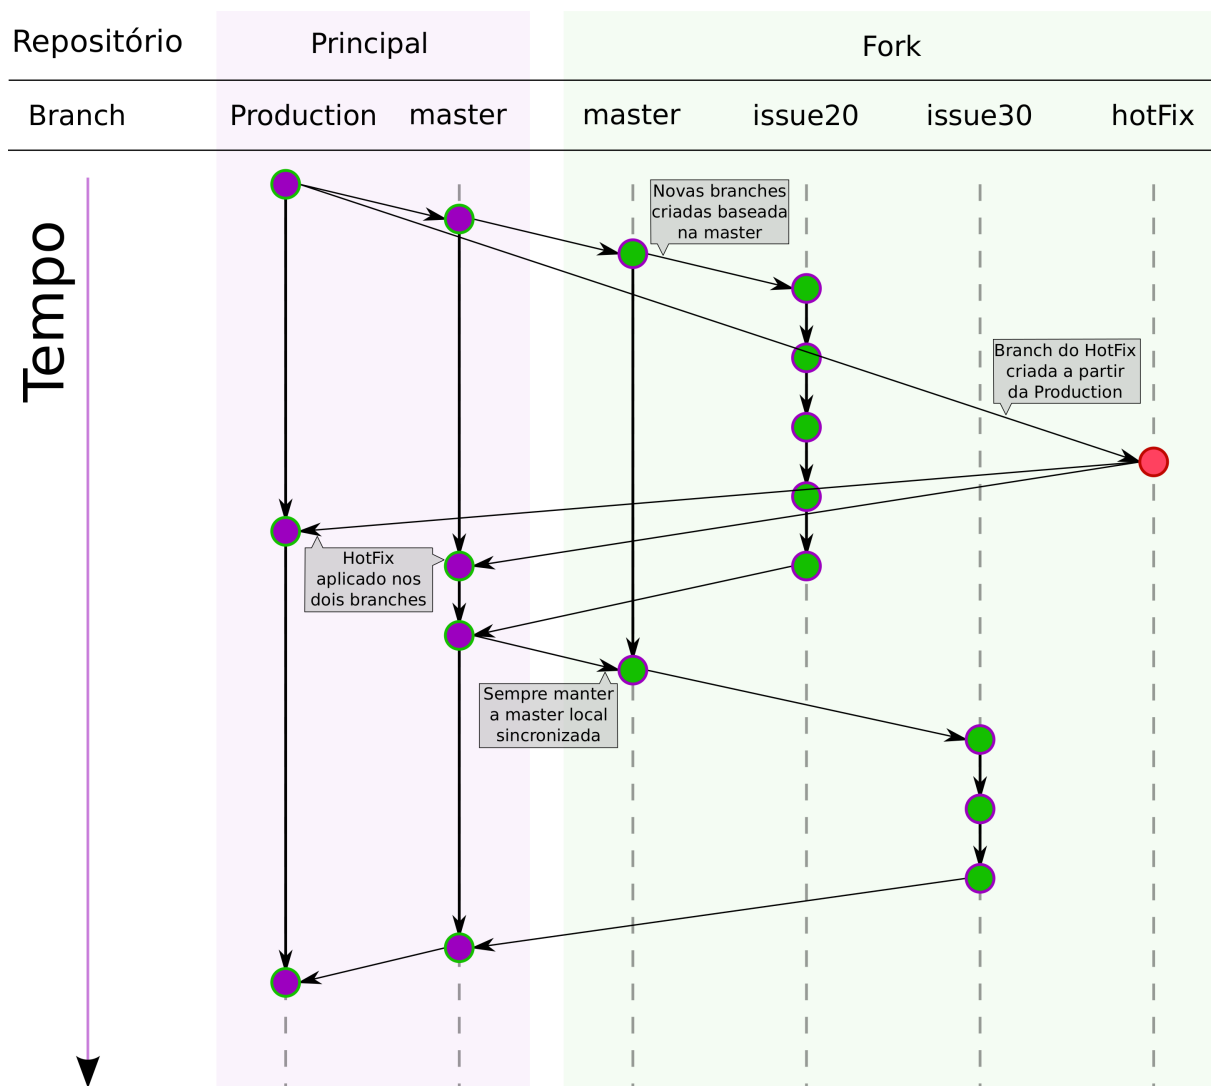 Repositório
Principal
Fork
Branch
Production
master
master
issue20
issue30
hotFix
Tempo
Novas branches
criadas baseada
na master
Branch do HotFix
criada a partir
da Production
HotFix
aplicado nos
dois branches
Sempre manter
a master local
sincronizada